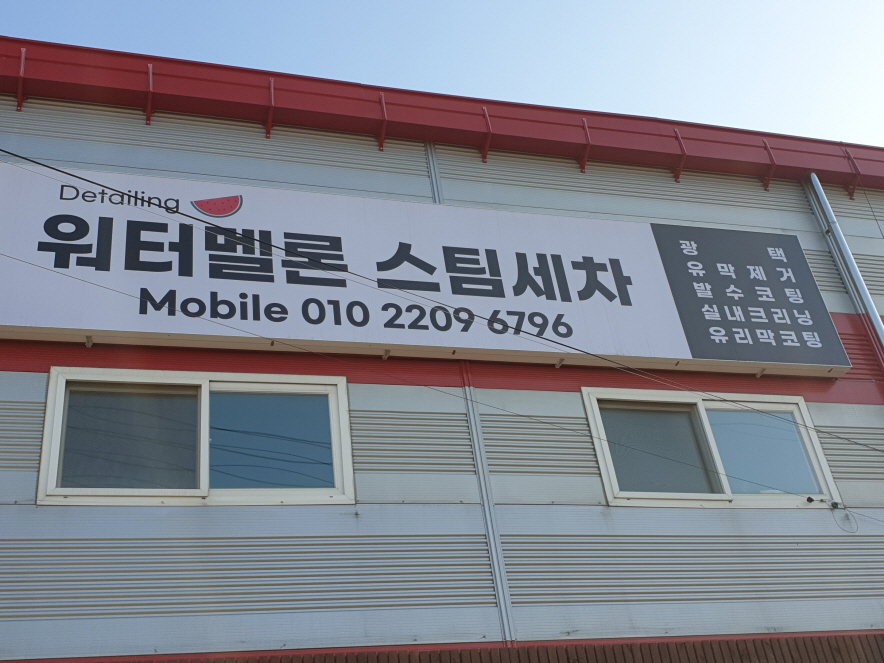 Detailing
워터멜론 스팀세차
Mobile 010 2209 6796
광택
유막제거
발수코팅
실내크리닝
유리막코팅